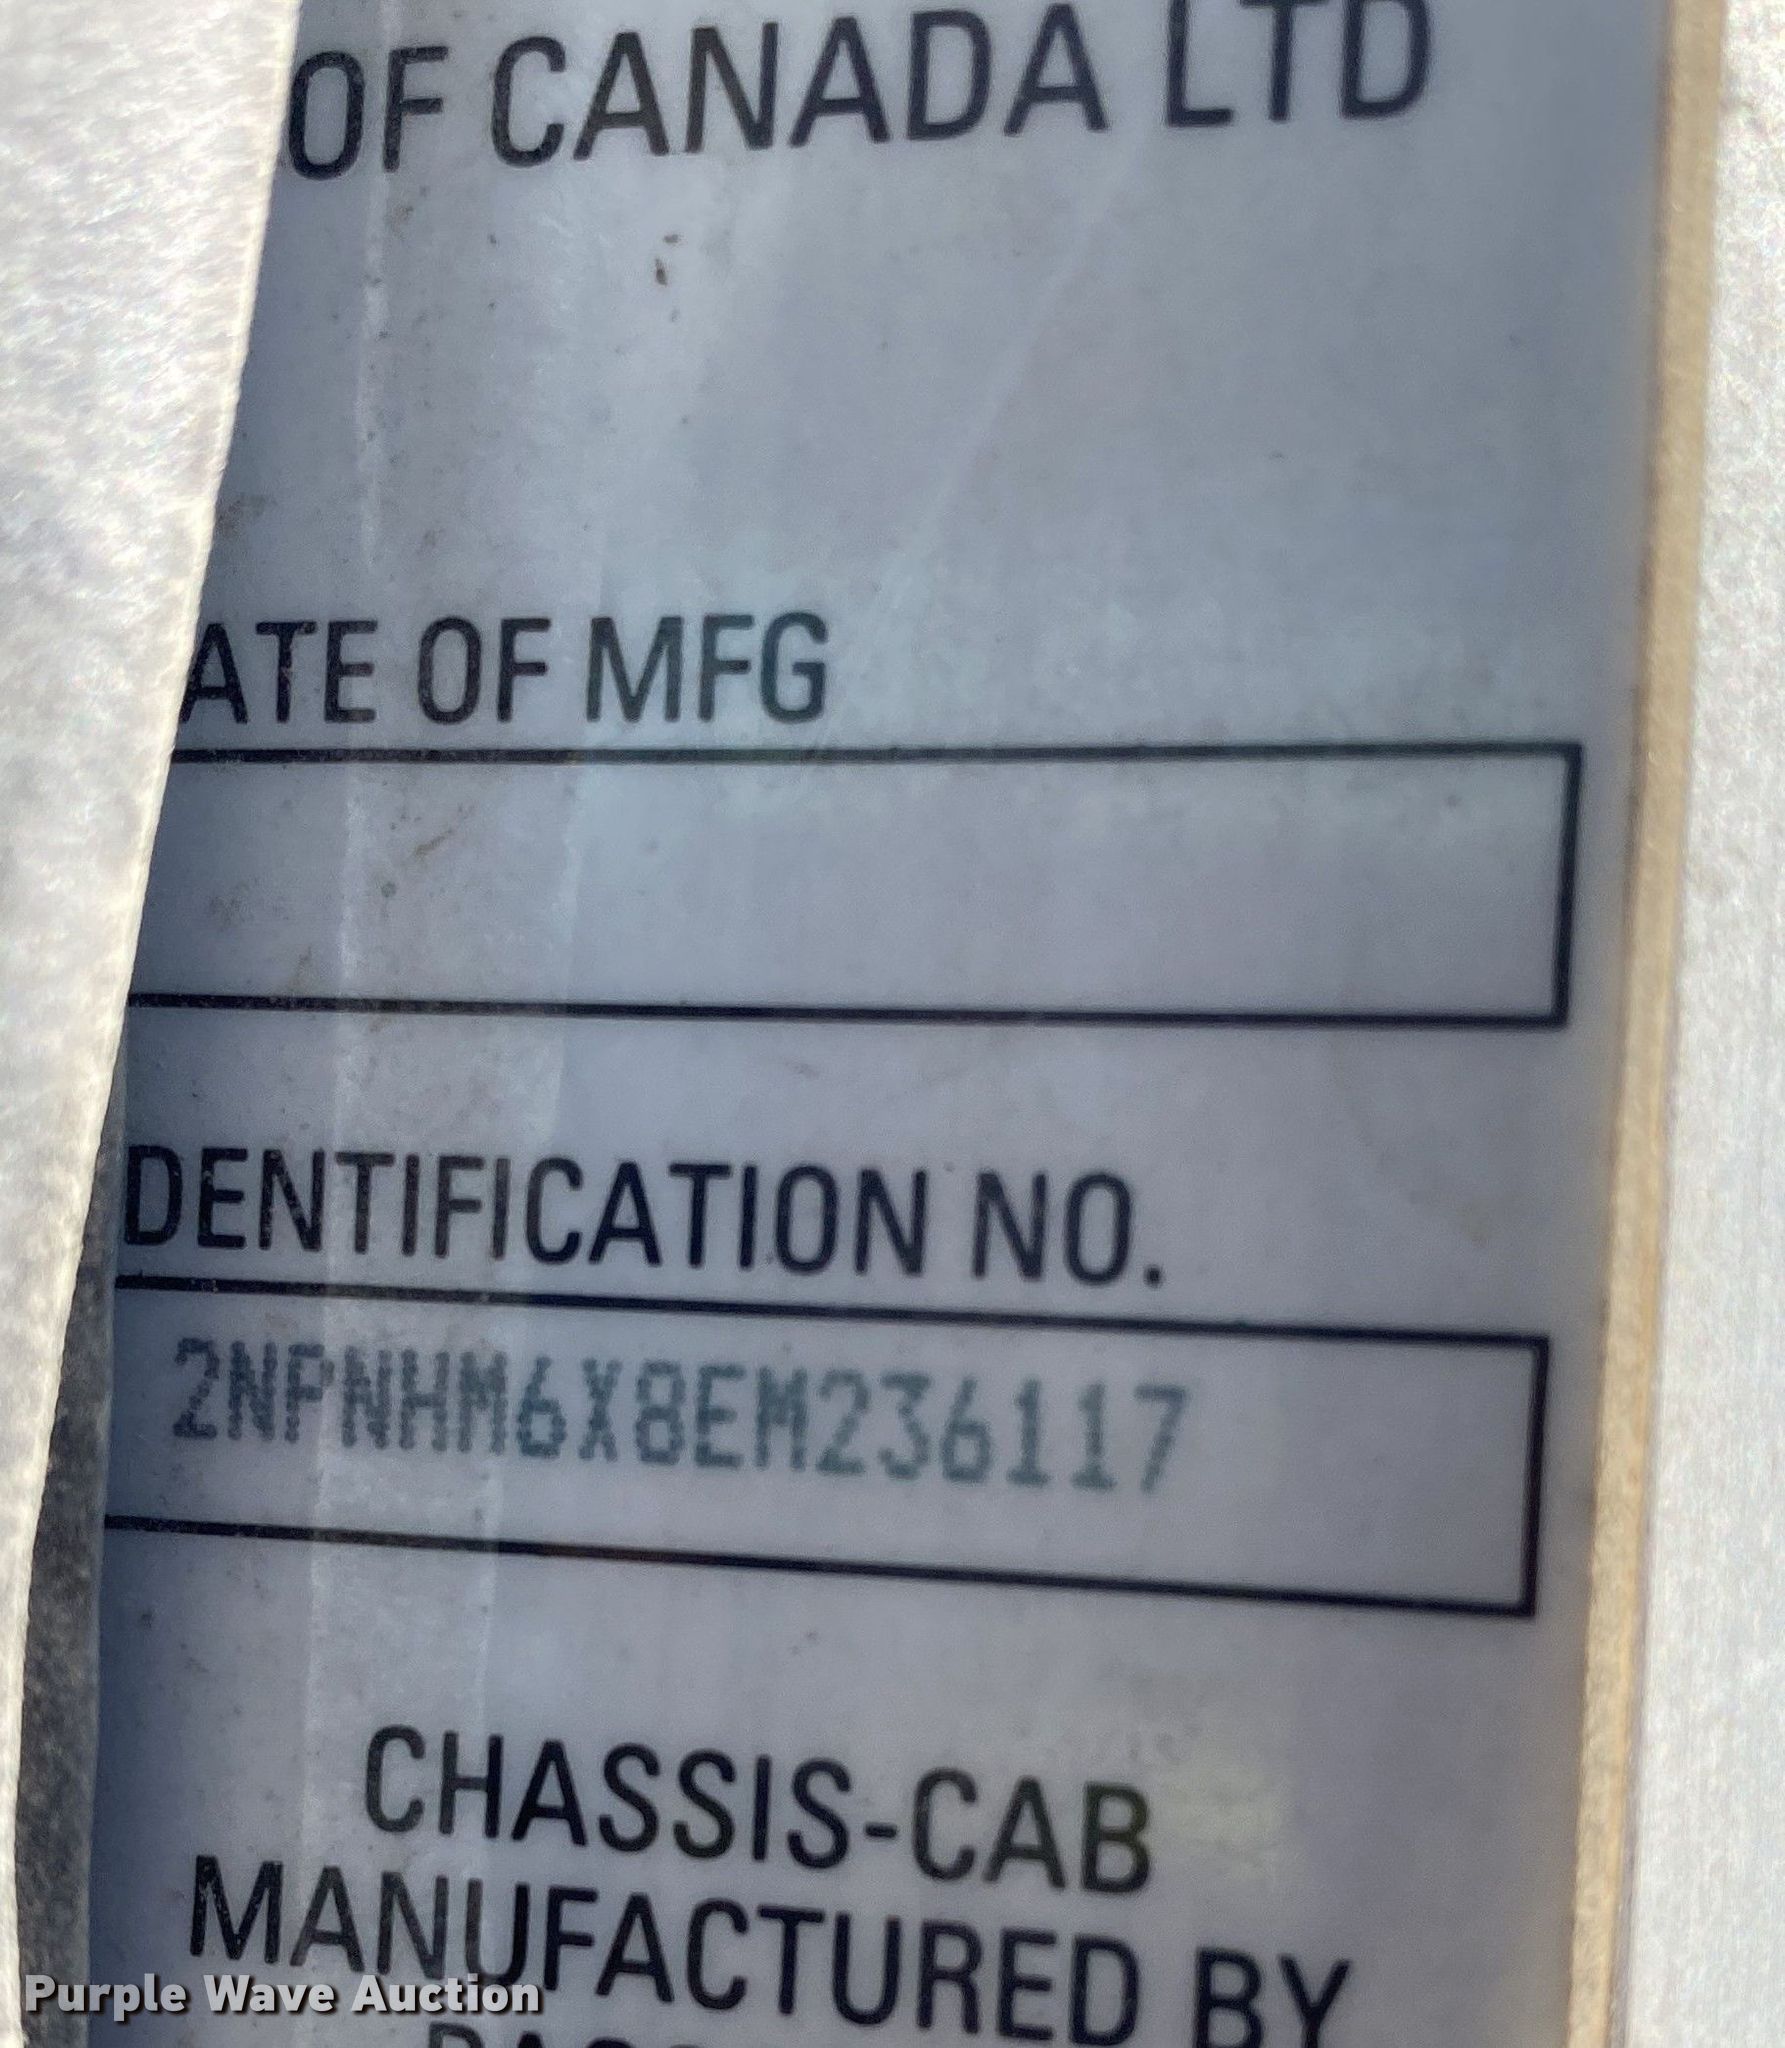 OF CANADA LTD
ATE OF MFG
DENTIFICATION NO.
2NPNHM6X8EM236117
CHASSIS-CAB
MANUFACTURED BY
Purple Wave Auction